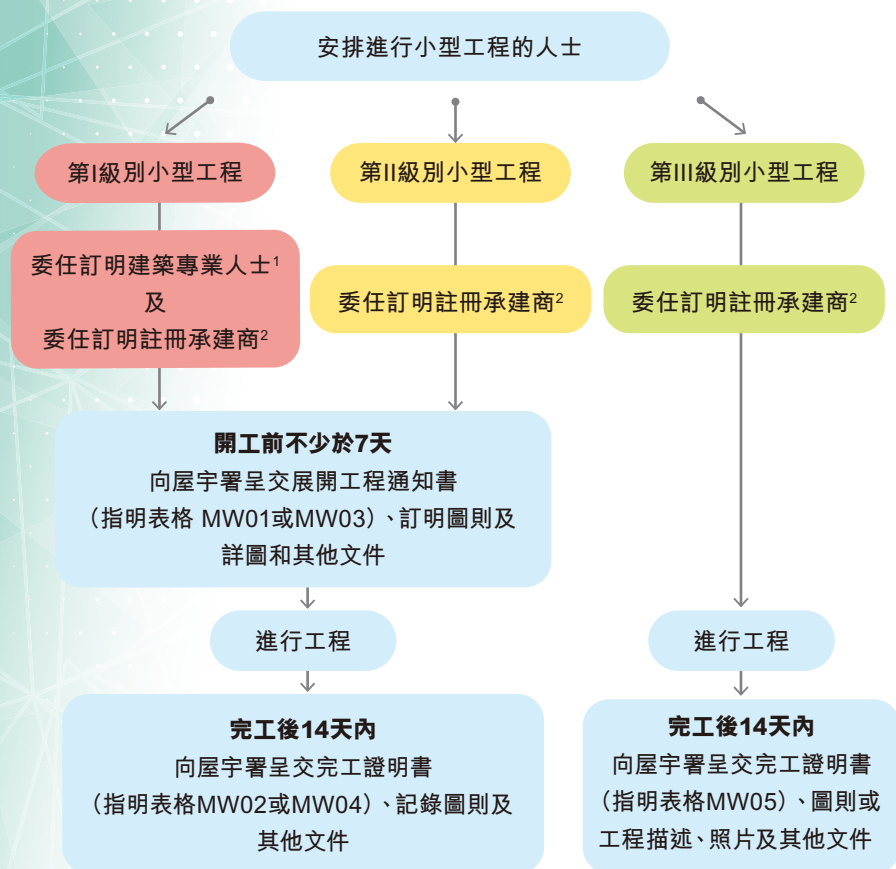 安排進行小型工程的人士
第I級別小型工程
第II級別小型工程
第III級別小型工程
委任訂明建築專業人士¹
及
委任訂明註冊承建商²
委任訂明註冊承建商²
委任訂明註冊承建商²
開工前不少於7天
向屋宇署呈交展開工程通知書
（指明表格 MW01或MW03）、訂明圖則及
詳圖和其他文件
進行工程
進行工程
完工後14天內
向屋宇署呈交完工證明書
（指明表格MW02或MW04）、記錄圖則及
其他文件
完工後14天內
向屋宇署呈交完工證明書
（指明表格MW05）、圖則或
工程描述、照片及其他文件